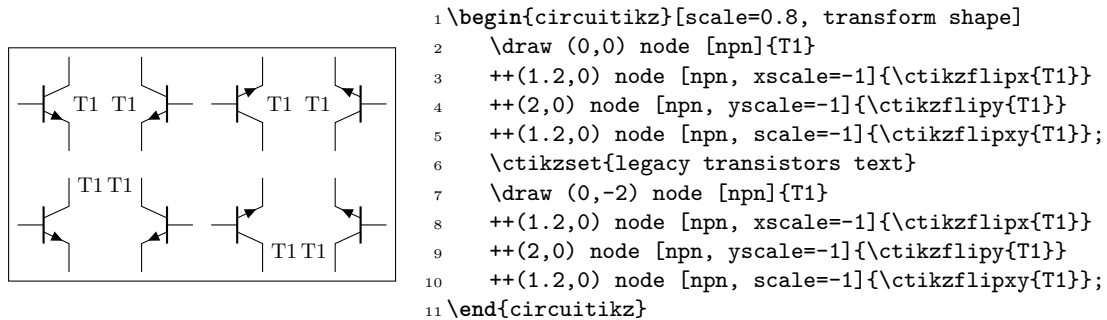 T1 T1 T1 T1
T1 T1
T1 T1
1 \begin{circuitikz}[scale=0.8, transform shape]
2 \draw (0,0) node [npn]{T1}
3 ++(1.2,0) node [npn, xscale=-1]{\ctikzflipx{T1}}
4 ++(2,0) node [npn, yscale=-1]{\ctikzflipy{T1}}
5 ++(1.2,0) node [npn, scale=-1]{\ctikzflipxy{T1}};
6 \ctikzset{legacy transistors text}
7 \draw (0,-2) node [npn]{T1}
8 ++(1.2,0) node [npn, xscale=-1]{\ctikzflipx{T1}}
9 ++(2,0) node [npn, yscale=-1]{\ctikzflipy{T1}}
10 ++(1.2,0) node [npn, scale=-1]{\ctikzflipxy{T1}};
11 \end{circuitikz}